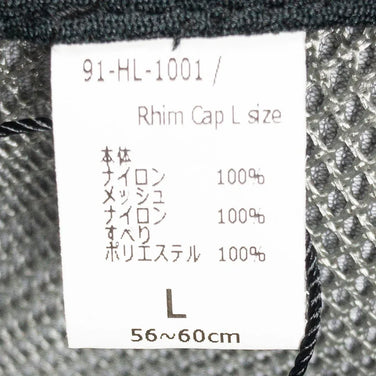 91-HL-1001 /
Rhim Cap L size
本体
ナイロン 100%
メッシュ
ナイロン 100%
すべり
ポリエステル 100%
L
56~60cm